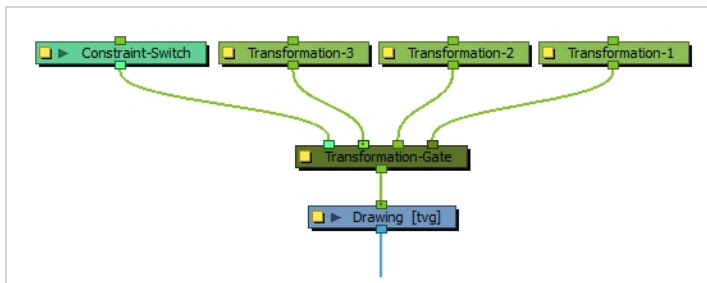 Constraint-Switch
Transformation-3
Transformation-2
Transformation-1
Transformation-Gate
Drawing [tvg]